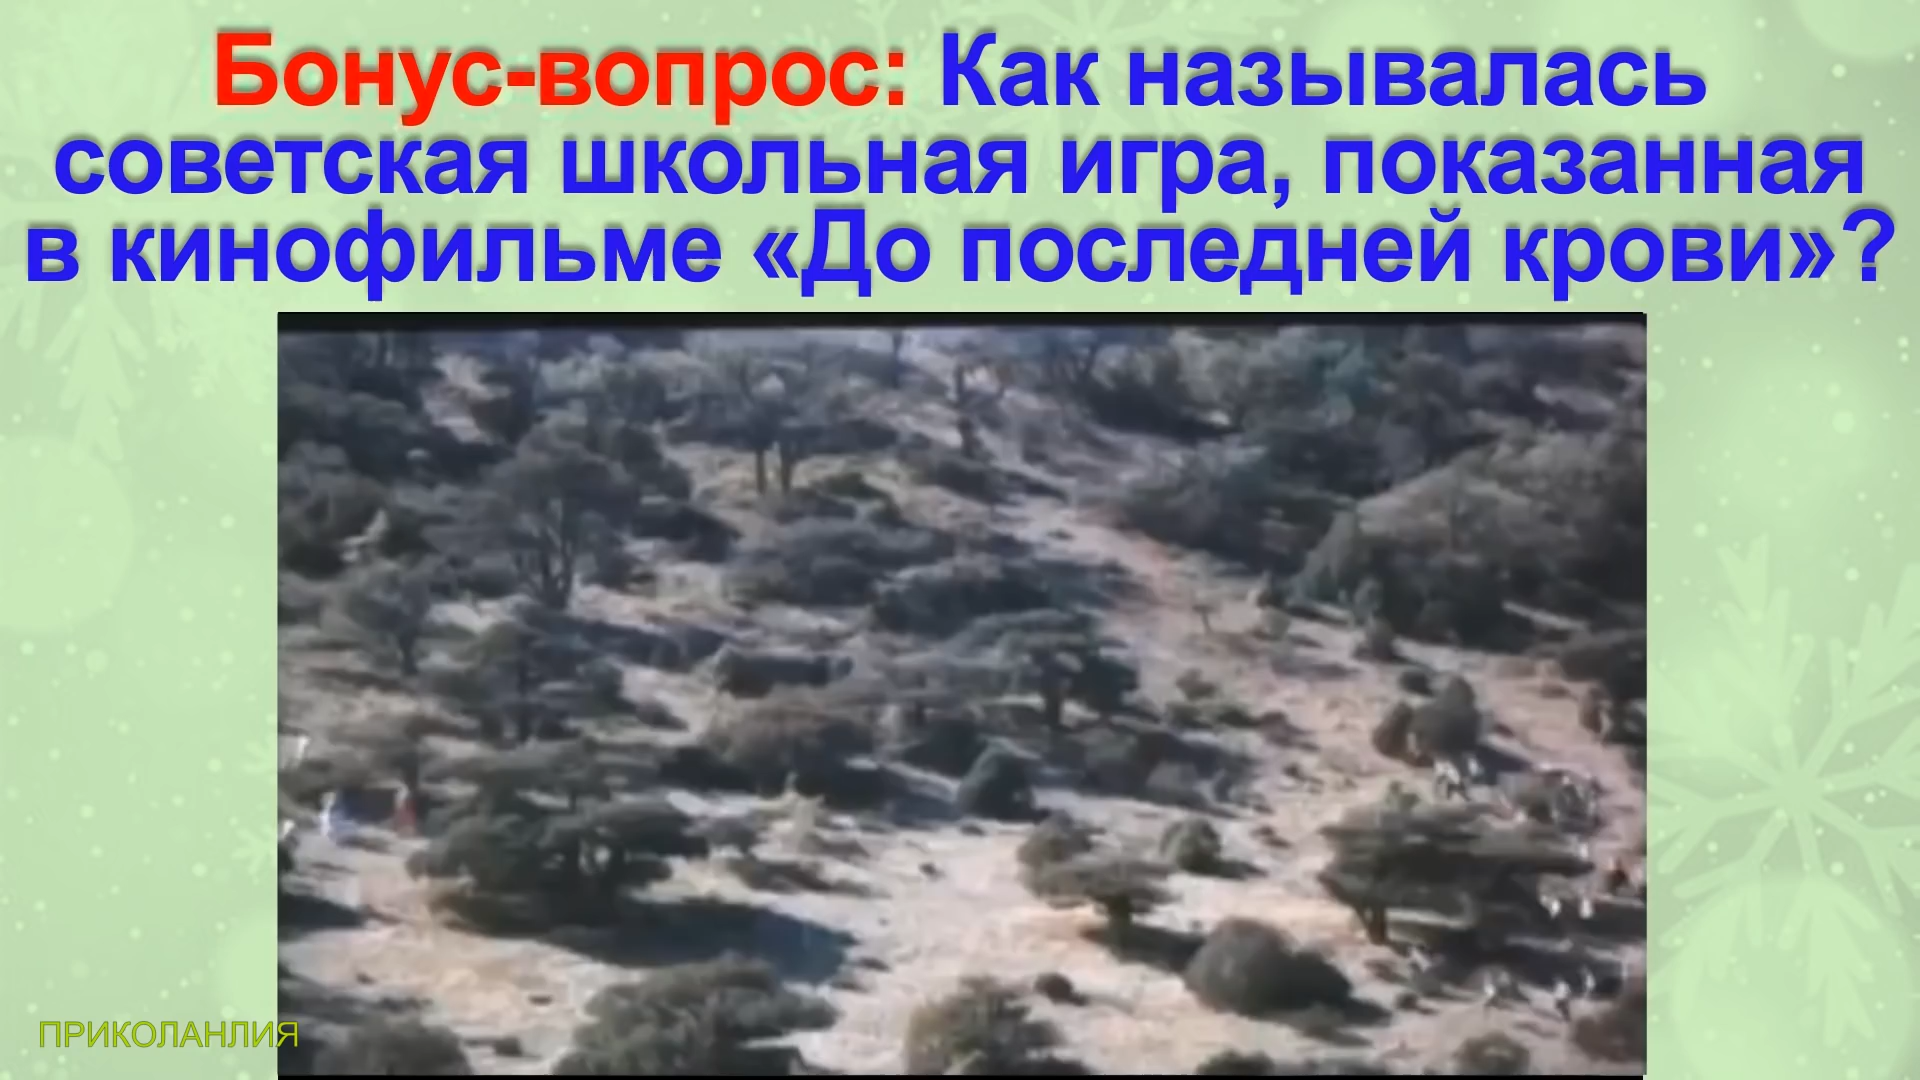 Бонус-вопрос: Как называлась
советская школьная игра, показанная
в кинофильме «До последней крови»?
ПРИКОЛАНЛИЯ